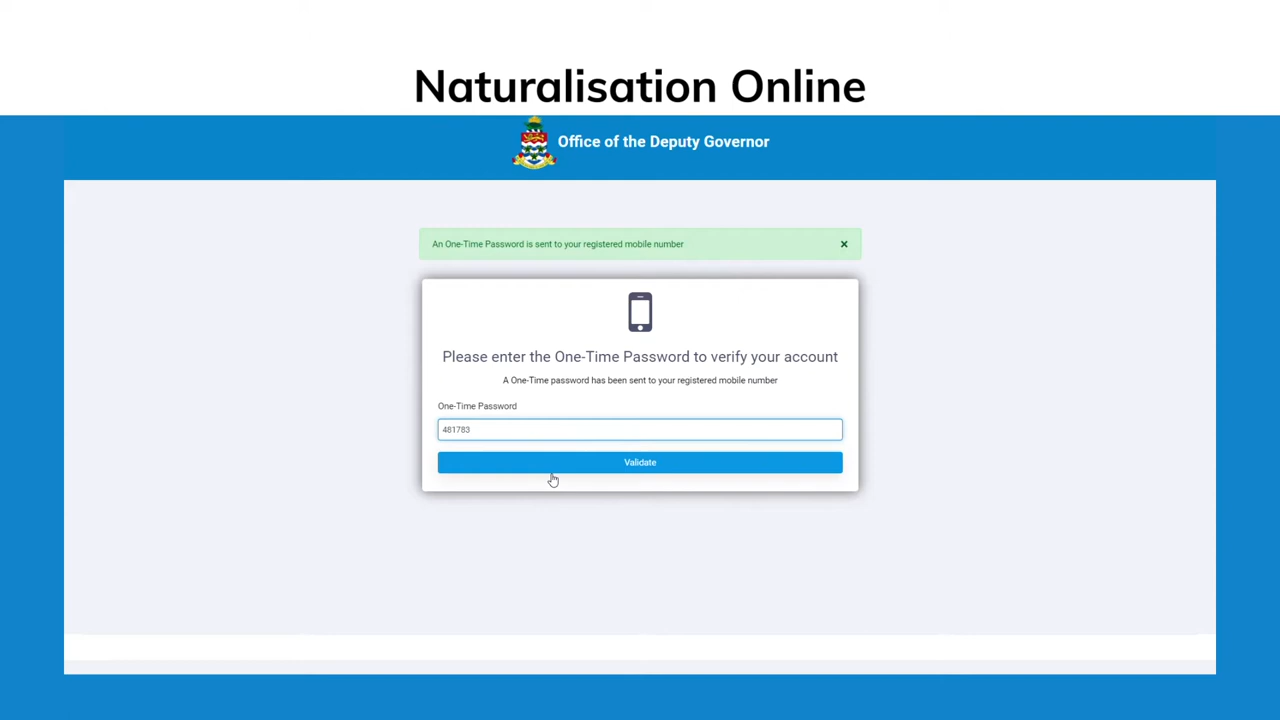 Naturalisation Online
Office of the Deputy Governor
An One-Time Password is sent to your registered mobile number
×
Please enter the One-Time Password to verify your account
A One-Time password has been sent to your registered mobile number
One-Time Password
481783
Validate